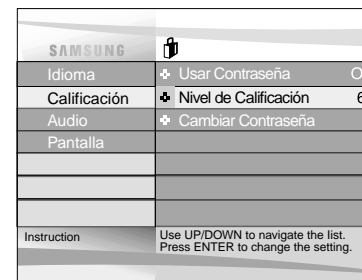 SAMSUNG
Idioma
Calificación
Audio
Pantalla
Usar Contraseña O
Nivel de Calificación 6
Cambiar Contraseña
Instruction
Use UP/DOWN to navigate the list.
Press ENTER to change the setting.